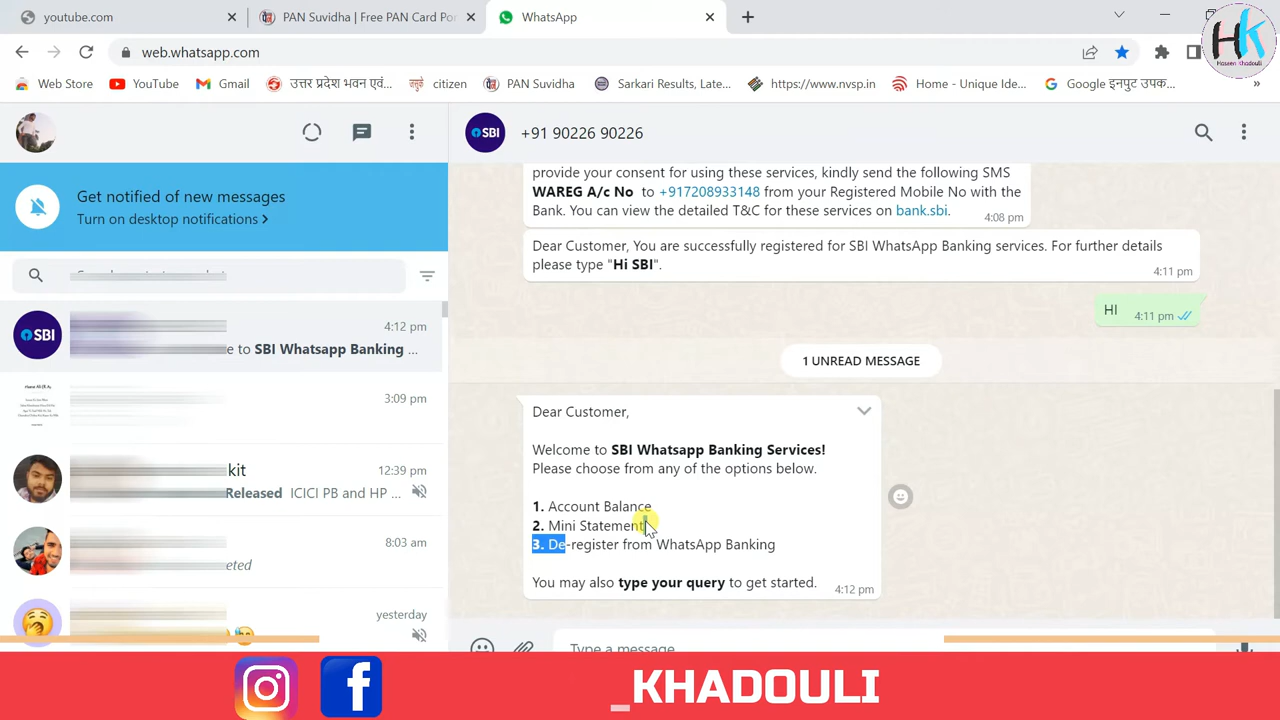 youtube.com
PAN Suvidha | Free PAN Card Po
WhatsApp
web.whatsapp.com
Web Store
YouTube
Gmail
उत्तर प्रदेश भवन एवं...
citizen
PAN Suvidha
Sarkari Results, Late...
https://www.nvsp.in
Home - Unique Ide...
Google इनपुट उपक...
»
HK
Haseen Khadouli
Get notified of new messages
Turn on desktop notifications >
SBI
4:12 pm
e to SBI Whatsapp Banking ...
3:09 pm
kit
12:39 pm
Released ICICI PB and HP ...
8:03 am
eted
yesterday
SBI
+91 90226 90226
provide your consent for using these services, kindly send the following SMS
WAREG A/c No to +917208933148 from your Registered Mobile No with the
Bank. You can view the detailed T&C for these services on bank.sbi.
4:08 pm
Dear Customer, You are successfully registered for SBI WhatsApp Banking services. For further details
please type "Hi SBI".
4:11 pm
HI
4:11 pm
1 UNREAD MESSAGE
Dear Customer,
Welcome to SBI Whatsapp Banking Services!
Please choose from any of the options below.
1. Account Balance
2. Mini Statement
3. De-register from WhatsApp Banking
You may also type your query to get started.
4:12 pm
Type a message
_KHADOULI